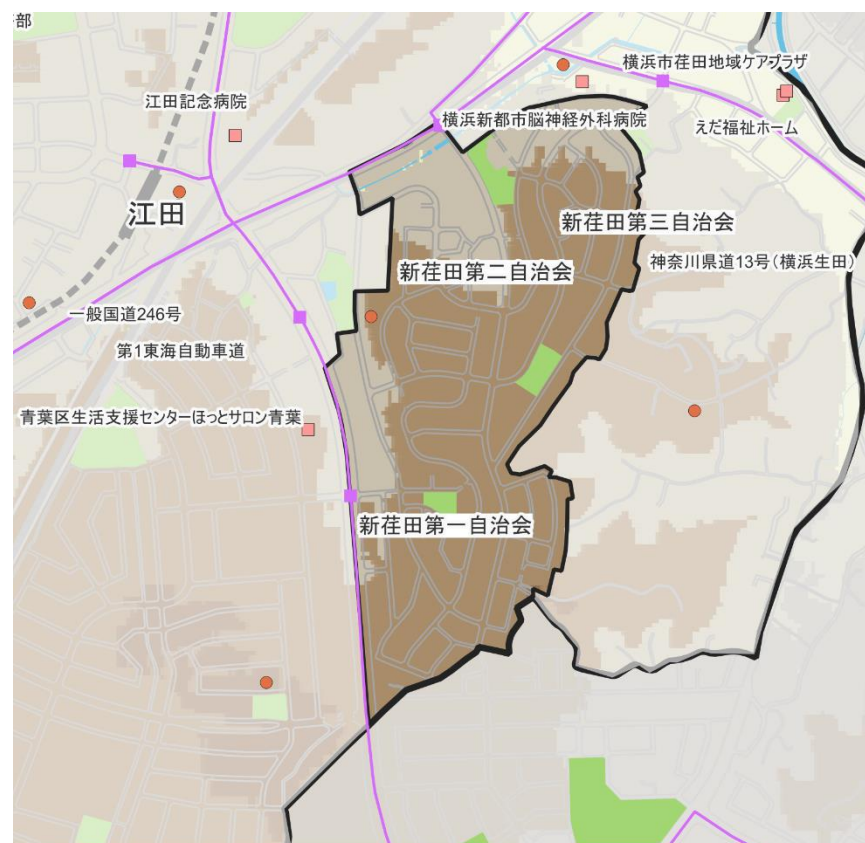 部
横浜市荏田地域ケアプラザ
江田記念病院
横浜新都市脳神経外科病院
えだ福祉ホーム
江田
新荏田第三自治会
新荏田第二自治会
神奈川県道13号(横浜生田)
一般国道246号
第1東海自動車道
青葉区生活支援センターほっとサロン青葉
新荏田第一自治会